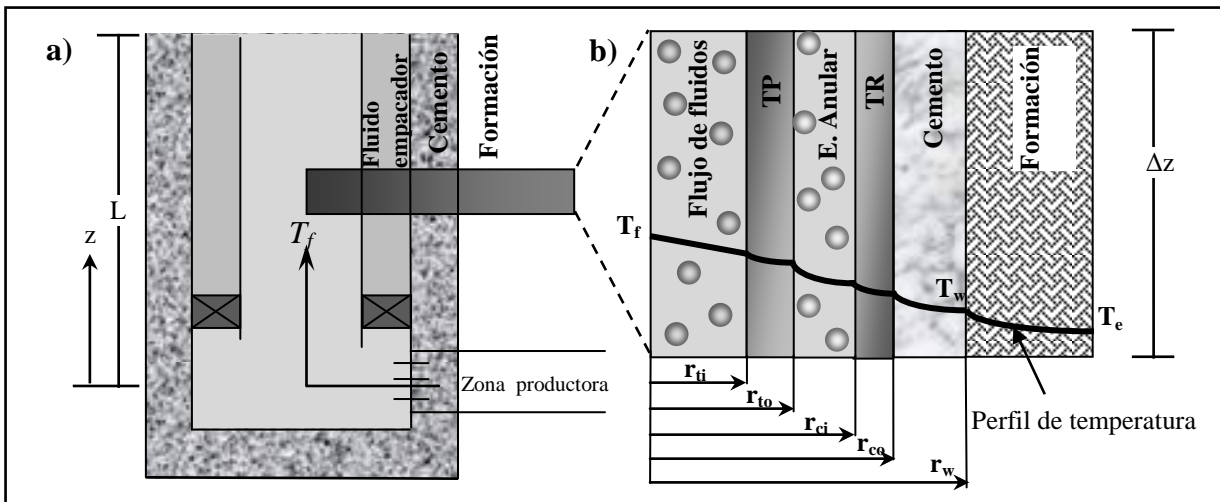 a)
L
z
T_f
Fluido
empacador
Cemento
Formación
Zona productora
b)
Flujo de fluidos
TP
E. Anular
TR
Cemento
Formación
Δz
T_f
T_w
T_e
r_ti
r_to
r_ci
r_co
r_w
Perfil de temperatura